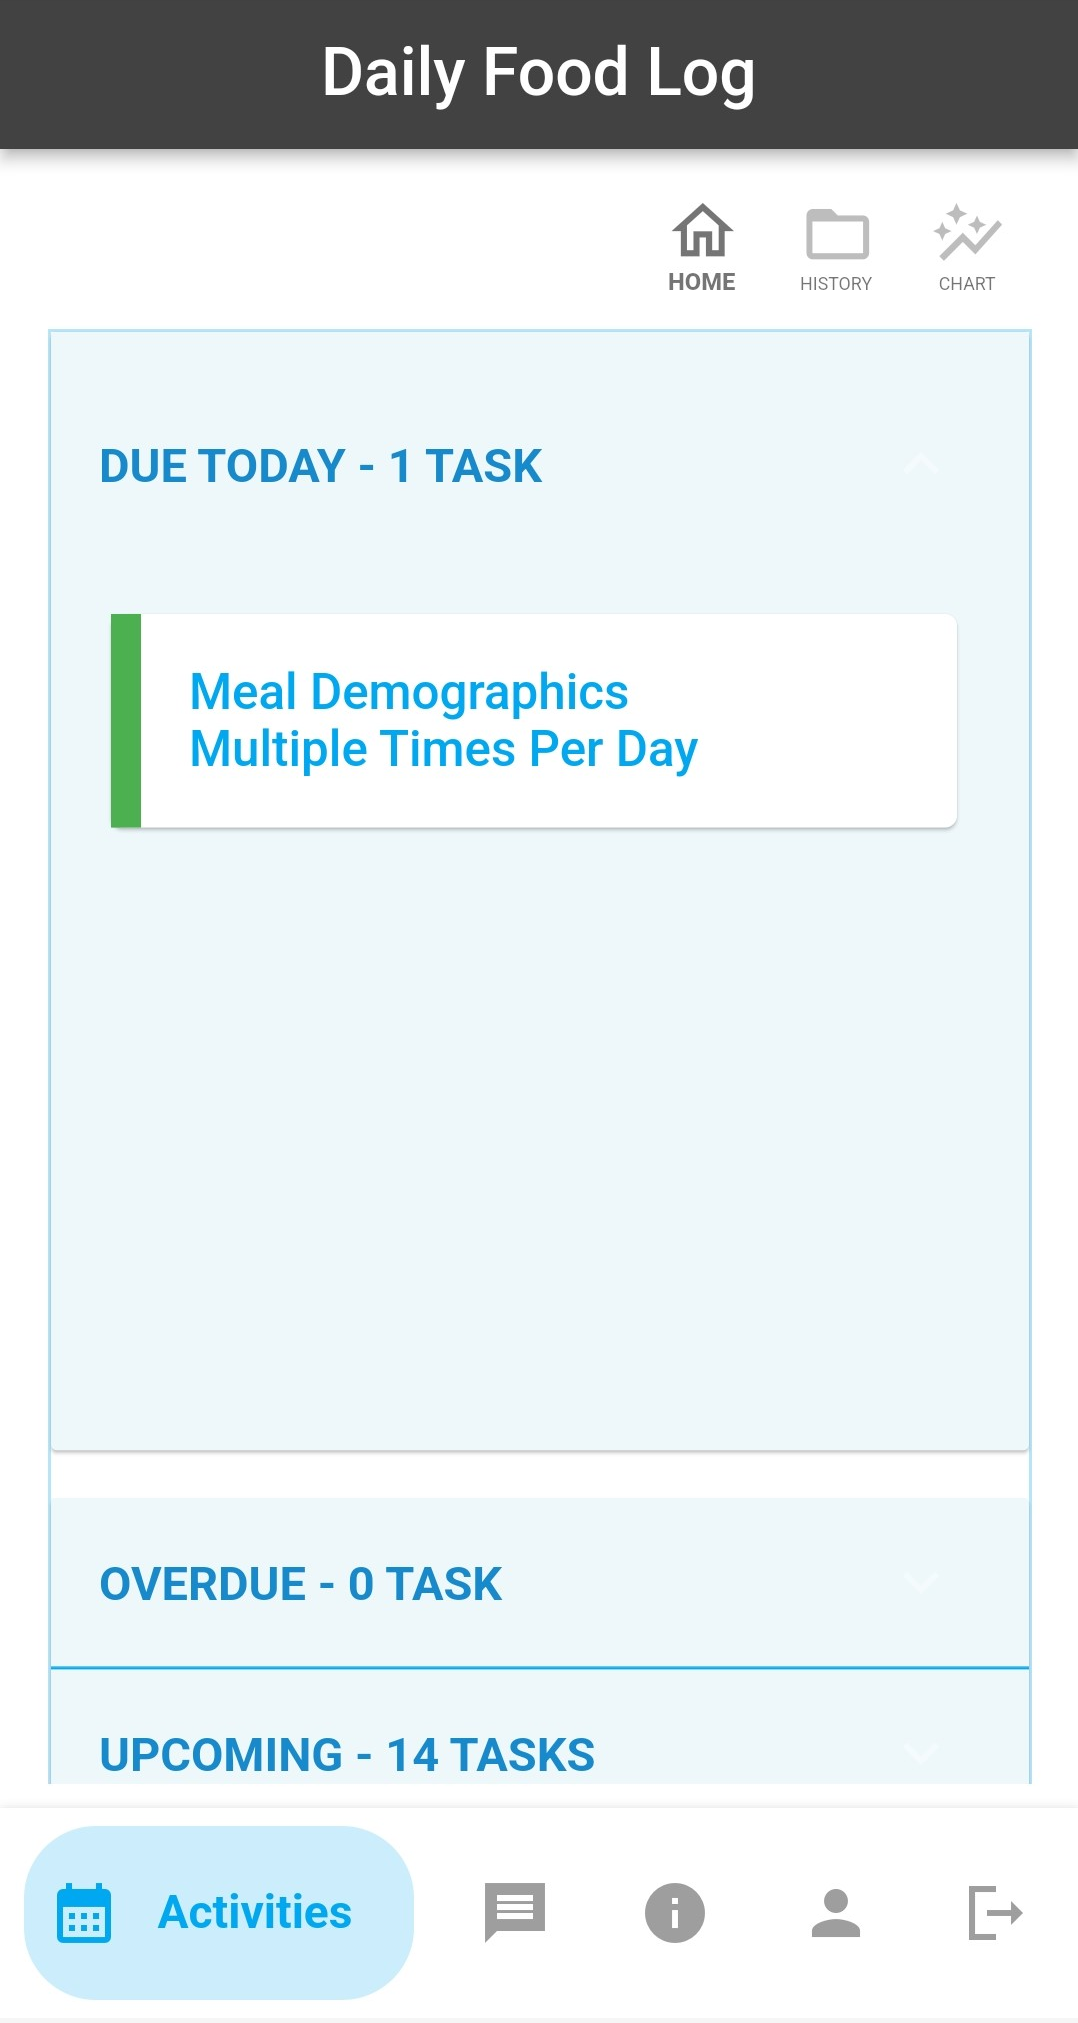 Daily Food Log
HOME
HISTORY
CHART
DUE TODAY - 1 TASK
Meal Demographics
Multiple Times Per Day
OVERDUE - 0 TASK
UPCOMING - 14 TASKS
Activities